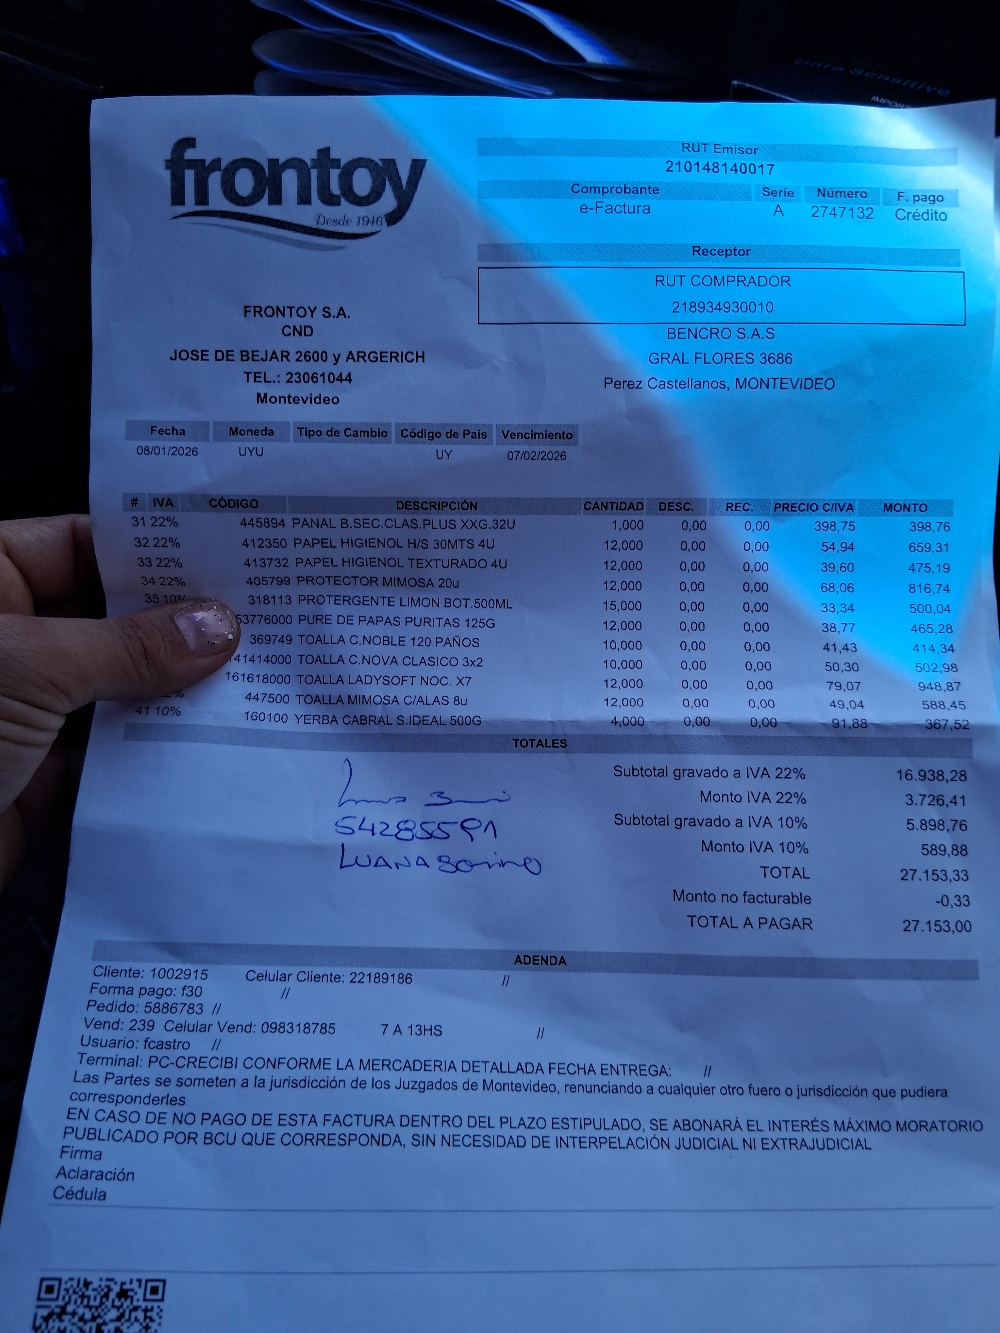 Ultra Sensitive
frontoy
Desde 1946
RUT Emisor
210148140017
Comprobante Serie Número F. pago
e-Factura A 2747132 Crédito
Receptor
RUT COMPRADOR
218934930010
BENCRO S.A.S
GRAL FLORES 3686
Perez Castellanos, MONTEVIDEO
FRONTOY S.A.
CND
JOSE DE BEJAR 2600 y ARGERICH
TEL.: 23061044
Montevideo
Fecha Moneda Tipo de Cambio Código de País Vencimiento
08/01/2026 UYU UY 07/02/2026
# IVA CÓDIGO DESCRIPCIÓN CANTIDAD DESC. REC. PRECIO C/IVA MONTO
31 22% 445894 PANAL B.SEC.CLAS.PLUS XXG.32U 1,000 0,00 0,00 398,75 398,76
32 22% 412350 PAPEL HIGIENOL H/S 30MTS 4U 12,000 0,00 0,00 54,94 659,31
33 22% 413732 PAPEL HIGIENOL TEXTURADO 4U 12,000 0,00 0,00 39,60 475,19
34 22% 405799 PROTECTOR MIMOSA 20u 12,000 0,00 0,00 68,06 816,74
35 10% 318113 PROTERGENTE LIMON BOT.500ML 15,000 0,00 0,00 33,34 500,04
53776000 PURE DE PAPAS PURITAS 125G 12,000 0,00 0,00 38,77 465,28
369749 TOALLA C.NOBLE 120 PAÑOS 10,000 0,00 0,00 41,43 414,34
141414000 TOALLA C.NOVA CLASICO 3x2 10,000 0,00 0,00 50,30 502,98
161618000 TOALLA LADYSOFT NOC. X7 12,000 0,00 0,00 79,07 948,87
447500 TOALLA MIMOSA C/ALAS 8u 12,000 0,00 0,00 49,04 588,45
41 10% 160100 YERBA CABRAL S.IDEAL 500G 4,000 0,00 0,00 91,88 367,52
TOTALES
Subtotal gravado a IVA 22% 16.938,28
Monto IVA 22% 3.726,41
Subtotal gravado a IVA 10% 5.898,76
Monto IVA 10% 589,88
TOTAL 27.153,33
Monto no facturable -0,33
TOTAL A PAGAR 27.153,00
LUANA
ADENDA
Cliente: 1002915 Celular Cliente: 22189186 //
Forma pago: f30 //
Pedido: 5886783 //
Vend: 239 Celular Vend: 098318785 7 A 13HS //
Usuario: fcastro //
Terminal: PC-CRECIBI CONFORME LA MERCADERIA DETALLADA FECHA ENTREGA: //
Las Partes se someten a la jurisdicción de los Juzgados de Montevideo, renunciando a cualquier otro fuero o jurisdicción que pudiera
corresponderles
EN CASO DE NO PAGO DE ESTA FACTURA DENTRO DEL PLAZO ESTIPULADO, SE ABONARÁ EL INTERÉS MÁXIMO MORATORIO
PUBLICADO POR BCU QUE CORRESPONDA, SIN NECESIDAD DE INTERPELACIÓN JUDICIAL NI EXTRAJUDICIAL
Firma
Aclaración
Cédula